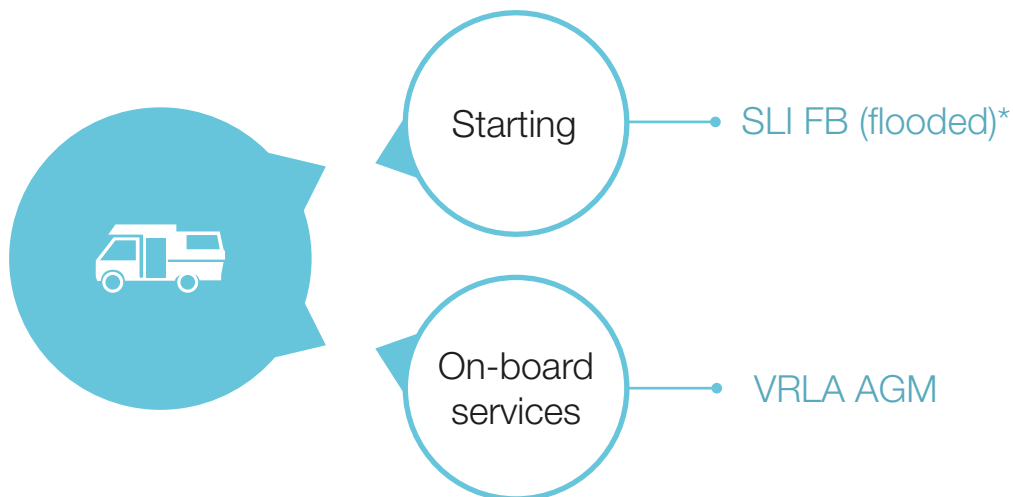 Starting
SLI FB (flooded)*
On-board
services
VRLA AGM